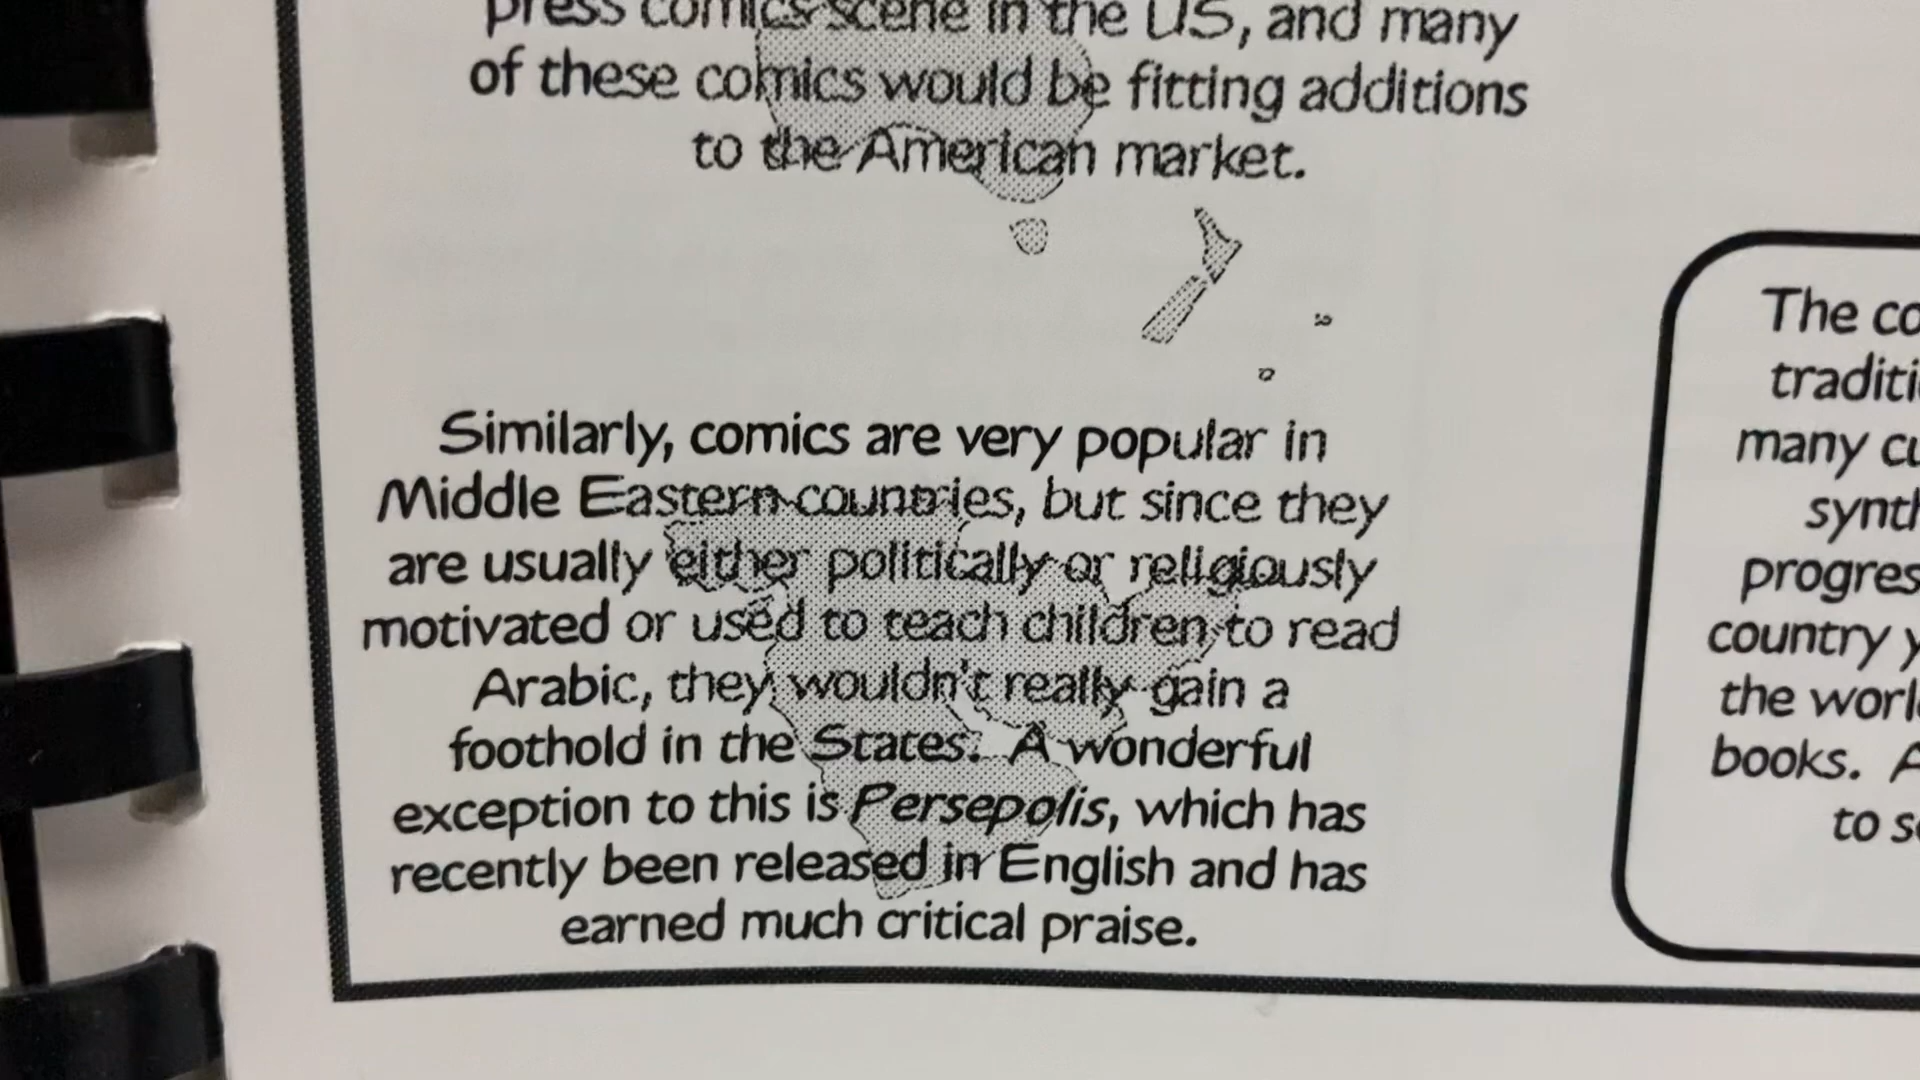 press comics scene in the US, and many
of these comics would be fitting additions
to the American market.
Similarly, comics are very popular in
Middle Eastern countries, but since they
are usually either politically or religiously
motivated or used to teach children to read
Arabic, they wouldn't really gain a
foothold in the States. A wonderful
exception to this is Persepolis, which has
recently been released in English and has
earned much critical praise.
The co
traditi
many cu
synth
progres
country y
the worl
books. A
to s